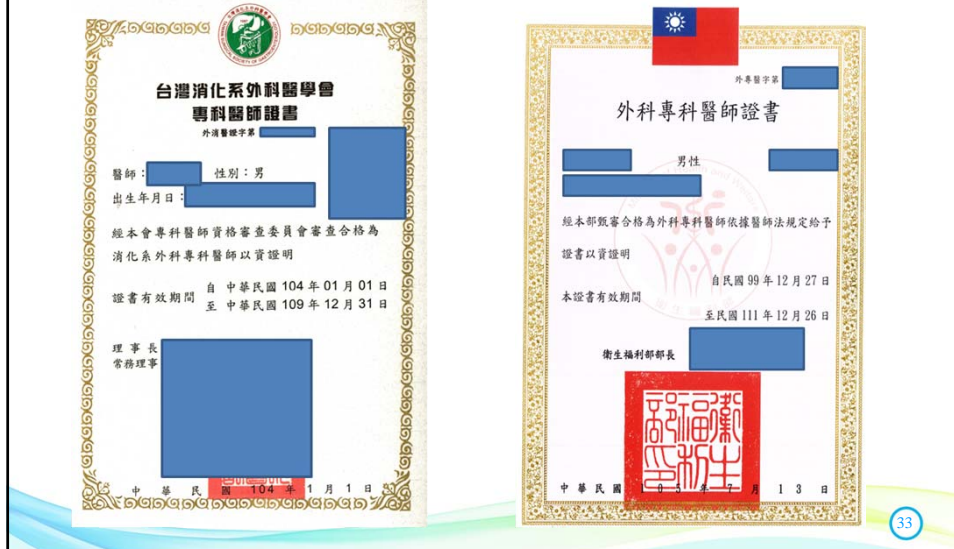 台灣消化系外科醫學會
專科醫師證書
外消醫證字第
醫師：
性別：男
出生年月日：
經本會專科醫師資格審查委員會審查合格為
消化系外科專科醫師以資證明
證書有效期間
自 中華民國 104 年 01 月 01 日
至 中華民國 109 年 12 月 31 日
理事長
常務理事
中華民國 104 年 1 月 1 日
外專醫字第
外科專科醫師證書
男性
經本部甄審合格為外科專科醫師依據醫師法規定給予
證書以資證明
本證書有效期間
自民國 99 年 12 月 27 日
至民國 111 年 12 月 26 日
衛生福利部部長
衛生福利部印
中華民國 105 年 7 月 13 日
33